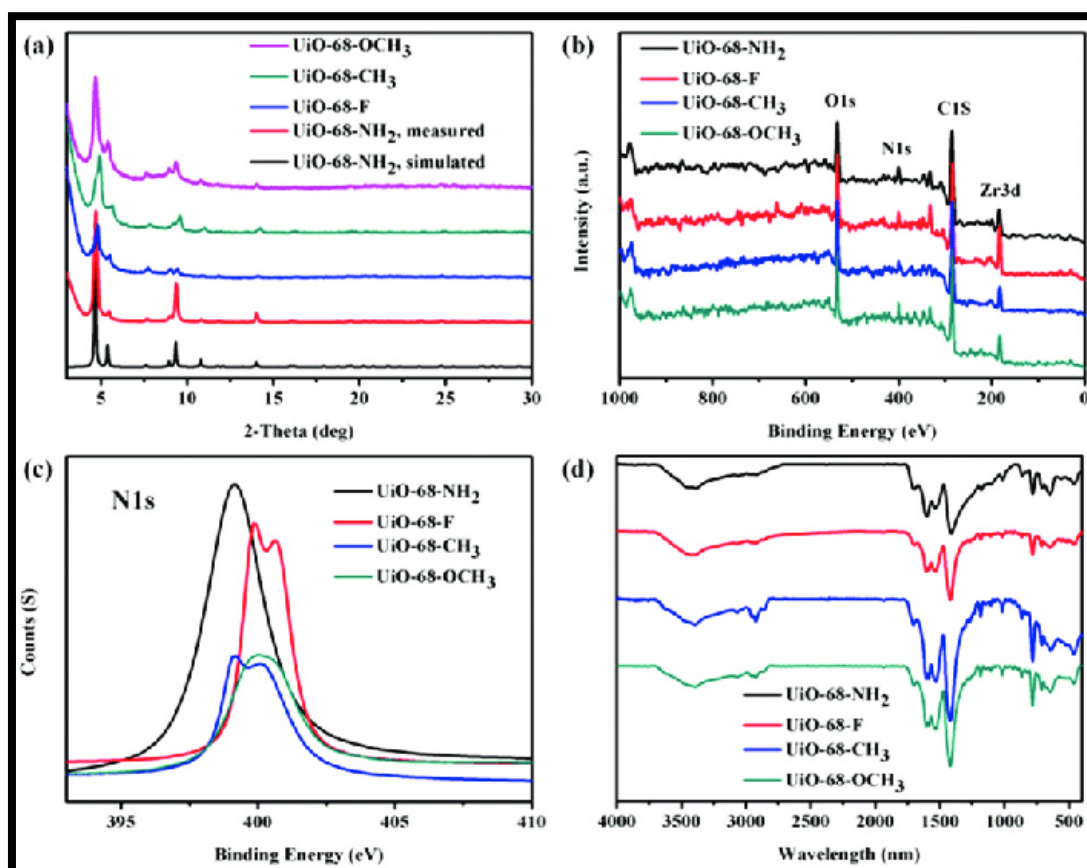 (a)
UiO-68-OCH3
UiO-68-CH3
UiO-68-F
UiO-68-NH2, measured
UiO-68-NH2, simulated
5 10 15 20 25 30
2-Theta (deg)
(b)
UiO-68-NH2
UiO-68-F
UiO-68-CH3
UiO-68-OCH3
O1s
N1s
C1S
Zr3d
Intensity (a.u.)
1000 800 600 400 200 0
Binding Energy (eV)
(c)
N1s
UiO-68-NH2
UiO-68-F
UiO-68-CH3
UiO-68-OCH3
Counts (S)
395 400 405 410
Binding Energy (eV)
(d)
UiO-68-NH2
UiO-68-F
UiO-68-CH3
UiO-68-OCH3
4000 3500 3000 2500 2000 1500 1000 500
Wavelength (nm)